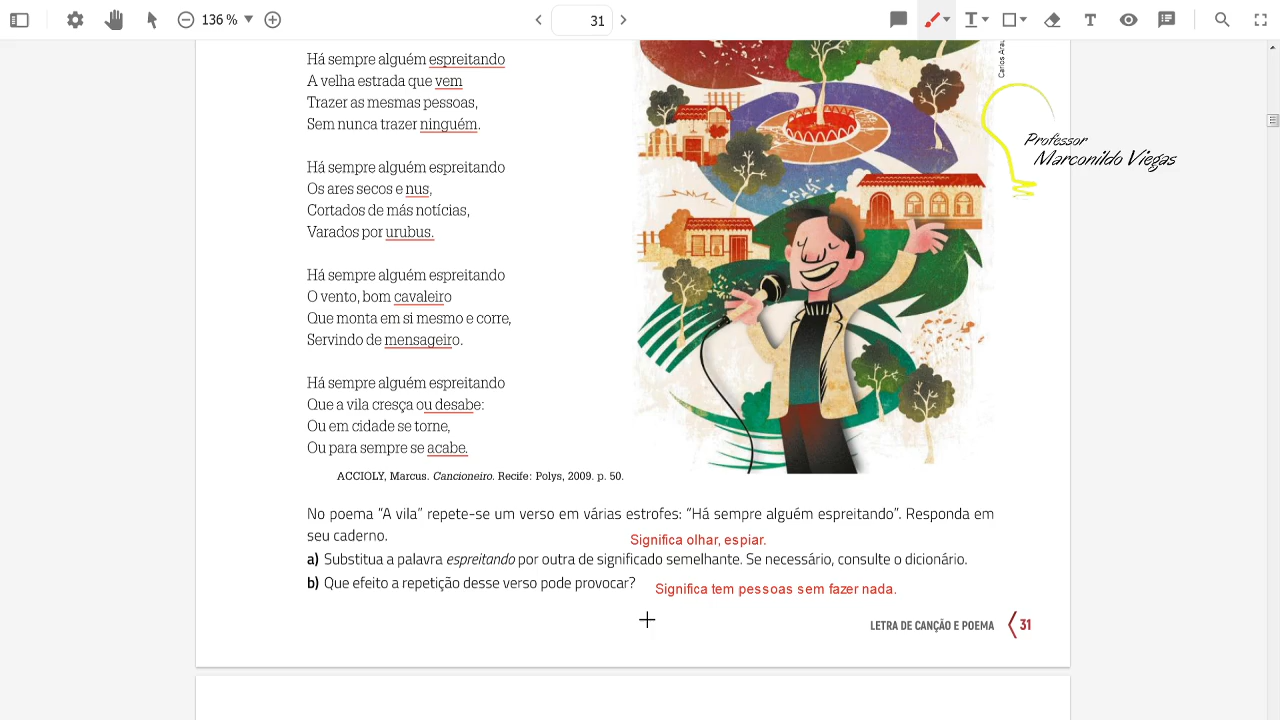 136 %
31
Há sempre alguém espreitando
A velha estrada que vem
Trazer as mesmas pessoas,
Sem nunca trazer ninguém.
Há sempre alguém espreitando
Os ares secos e nus,
Cortados de más notícias,
Varados por urubus.
Há sempre alguém espreitando
O vento, bom cavaleiro
Que monta em si mesmo e corre,
Servindo de mensageiro.
Há sempre alguém espreitando
Que a vila cresça ou desabe:
Ou em cidade se torne,
Ou para sempre se acabe.
ACCIOLY, Marcus. Cancioneiro. Recife: Polys, 2009. p. 50.
Carlos
Professor
Marconildo Viegas
No poema “A vila” repete-se um verso em várias estrofes: “Há sempre alguém espreitando”. Responda em
seu caderno.
Significa olhar, espiar.
a) Substitua a palavra espreitando por outra de significado semelhante. Se necessário, consulte o dicionário.
b) Que efeito a repetição desse verso pode provocar?
Significa tem pessoas sem fazer nada.
LETRA DE CANÇÃO E POEMA 31